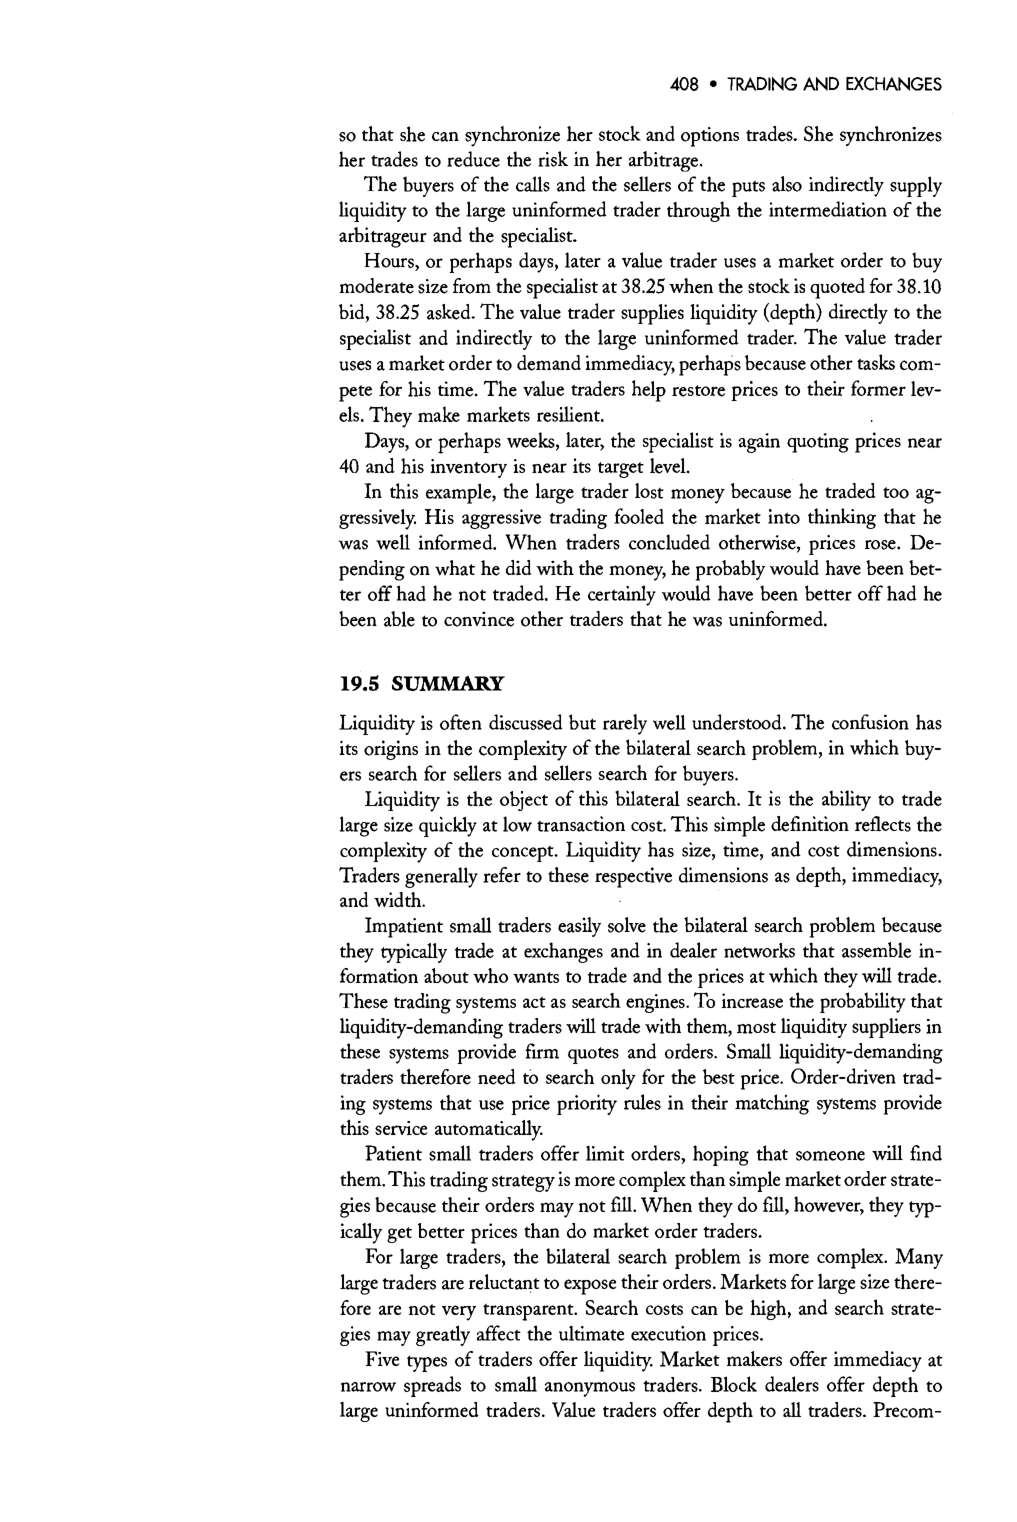 408 • TRADING AND EXCHANGES
so that she can synchronize her stock and options trades. She synchronizes
her trades to reduce the risk in her arbitrage.
The buyers of the calls and the sellers of the puts also indirectly supply
liquidity to the large uninformed trader through the intermediation of the
arbitrageur and the specialist.
Hours, or perhaps days, later a value trader uses a market order to buy
moderate size from the specialist at 38.25 when the stock is quoted for 38.10
bid, 38.25 asked. The value trader supplies liquidity (depth) directly to the
specialist and indirectly to the large uninformed trader. The value trader
uses a market order to demand immediacy, perhaps because other tasks com-
pete for his time. The value traders help restore prices to their former lev-
els. They make markets resilient.
Days, or perhaps weeks, later, the specialist is again quoting prices near
40 and his inventory is near its target level.
In this example, the large trader lost money because he traded too ag-
gressively. His aggressive trading fooled the market into thinking that he
was well informed. When traders concluded otherwise, prices rose. De-
pending on what he did with the money, he probably would have been bet-
ter off had he not traded. He certainly would have been better off had he
been able to convince other traders that he was uninformed.
19.5 SUMMARY
Liquidity is often discussed but rarely well understood. The confusion has
its origins in the complexity of the bilateral search problem, in which buy-
ers search for sellers and sellers search for buyers.
Liquidity is the object of this bilateral search. It is the ability to trade
large size quickly at low transaction cost. This simple definition reflects the
complexity of the concept. Liquidity has size, time, and cost dimensions.
Traders generally refer to these respective dimensions as depth, immediacy,
and width.
Impatient small traders easily solve the bilateral search problem because
they typically trade at exchanges and in dealer networks that assemble in-
formation about who wants to trade and the prices at which they will trade.
These trading systems act as search engines. To increase the probability that
liquidity-demanding traders will trade with them, most liquidity suppliers in
these systems provide firm quotes and orders. Small liquidity-demanding
traders therefore need to search only for the best price. Order-driven trad-
ing systems that use price priority rules in their matching systems provide
this service automatically.
Patient small traders offer limit orders, hoping that someone will find
them. This trading strategy is more complex than simple market order strate-
gies because their orders may not fill. When they do fill, however, they typ-
ically get better prices than do market order traders.
For large traders, the bilateral search problem is more complex. Many
large traders are reluctant to expose their orders. Markets for large size there-
fore are not very transparent. Search costs can be high, and search strate-
gies may greatly affect the ultimate execution prices.
Five types of traders offer liquidity. Market makers offer immediacy at
narrow spreads to small anonymous traders. Block dealers offer depth to
large uninformed traders. Value traders offer depth to all traders. Precom-